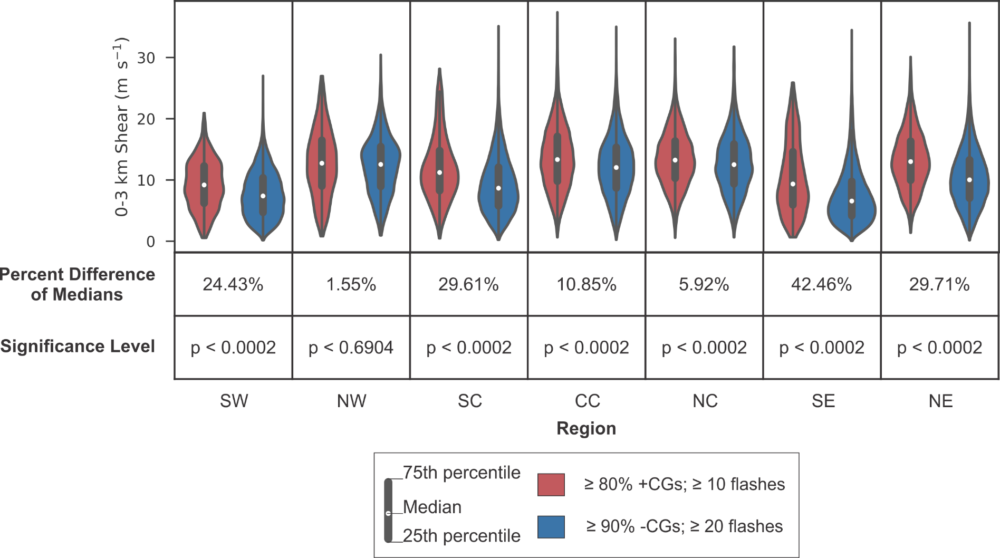 0-3 km Shear (m s⁻¹)
30
20
10
0
Percent Difference
of Medians
24.43% 1.55% 29.61% 10.85% 5.92% 42.46% 29.71%
Significance Level
p < 0.0002 p < 0.6904 p < 0.0002 p < 0.0002 p < 0.0002 p < 0.0002 p < 0.0002
SW NW SC CC NC SE NE
Region
75th percentile
Median
25th percentile
≥ 80% +CGs; ≥ 10 flashes
≥ 90% -CGs; ≥ 20 flashes